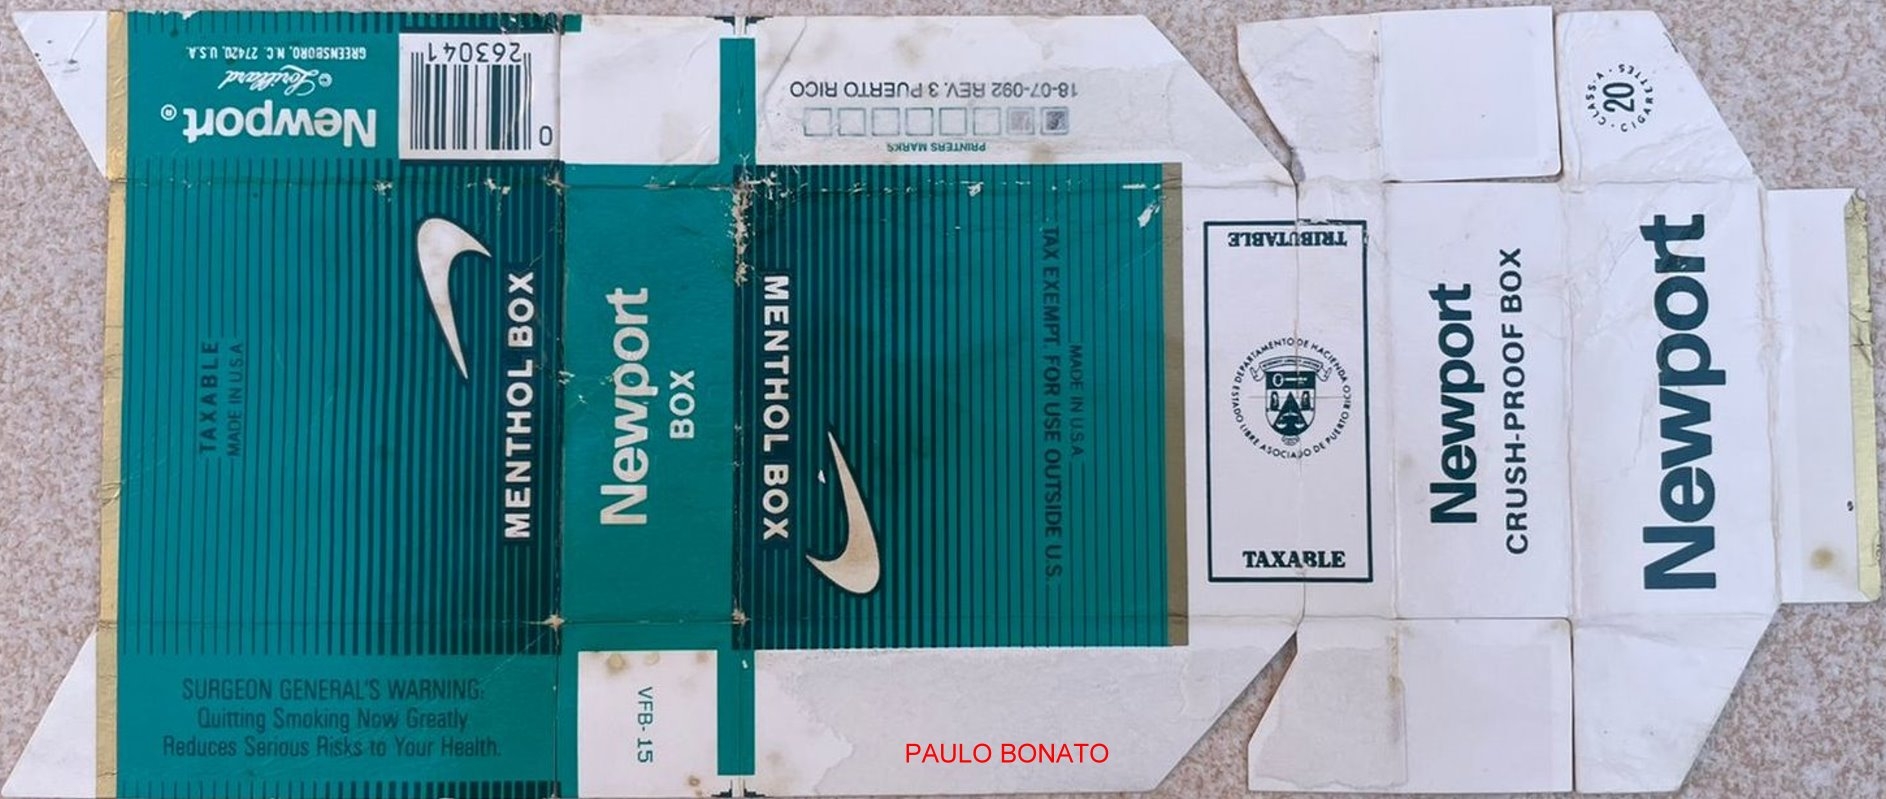 GREENSBORO, N.C. 27420, U.S.A.
© Lorillard
Newport®
263041
0
TAXABLE
MADE IN U.S.A
MENTHOL BOX
SURGEON GENERAL'S WARNING:
Quitting Smoking Now Greatly
Reduces Serious Risks to Your Health.
Newport
BOX
VFB-15
18-07-092 REV. 3 PUERTO RICO
PRINTERS MARKS
MENTHOL BOX
MADE IN U.S.A.
TAX EXEMPT. FOR USE OUTSIDE U.S.
TRIBUTABLE
ESTADO LIBRE ASOCIADO DE PUERTO RICO
DEPARTAMENTO DE HACIENDA
TAXABLE
Newport
CRUSH-PROOF BOX
CLASS A · CIGARETTES
20
Newport
PAULO BONATO